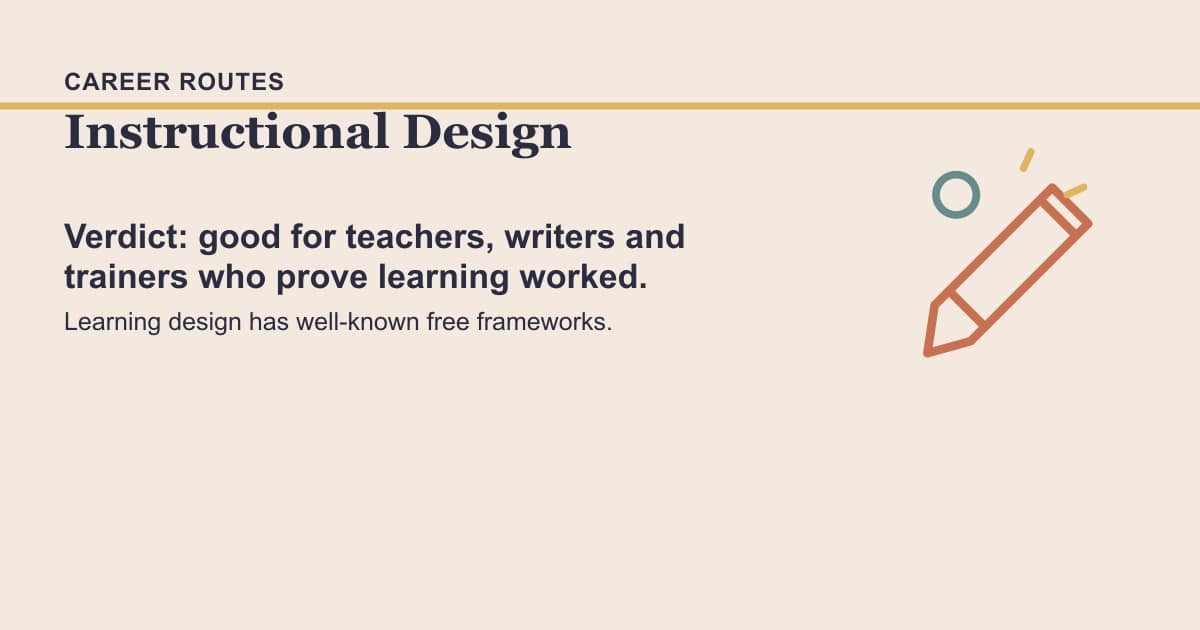 CAREER ROUTES
Instructional Design
Verdict: good for teachers, writers and
trainers who prove learning worked.
Learning design has well-known free frameworks.